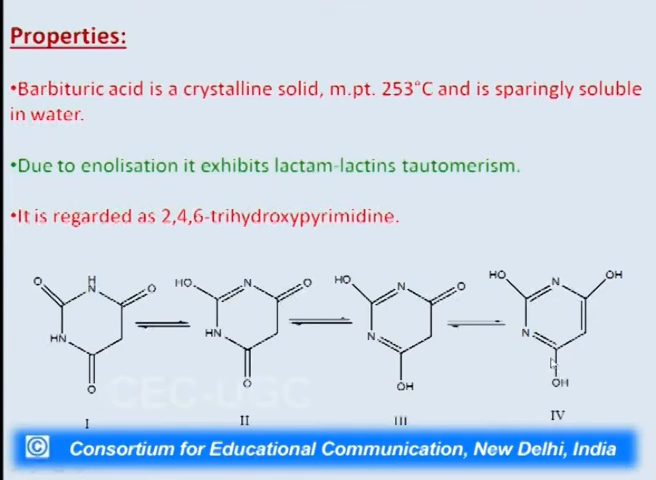 Properties:
•Barbituric acid is a crystalline solid, m.pt. 253°C and is sparingly soluble
in water.
•Due to enolisation it exhibits lactam-lactins tautomerism.
•It is regarded as 2,4,6-trihydroxypyrimidine.
O H N O HN O
HO N O HN O
HO N O N OH
HO N OH N OH
CEC-UGC
I II III IV
© Consortium for Educational Communication, New Delhi, India